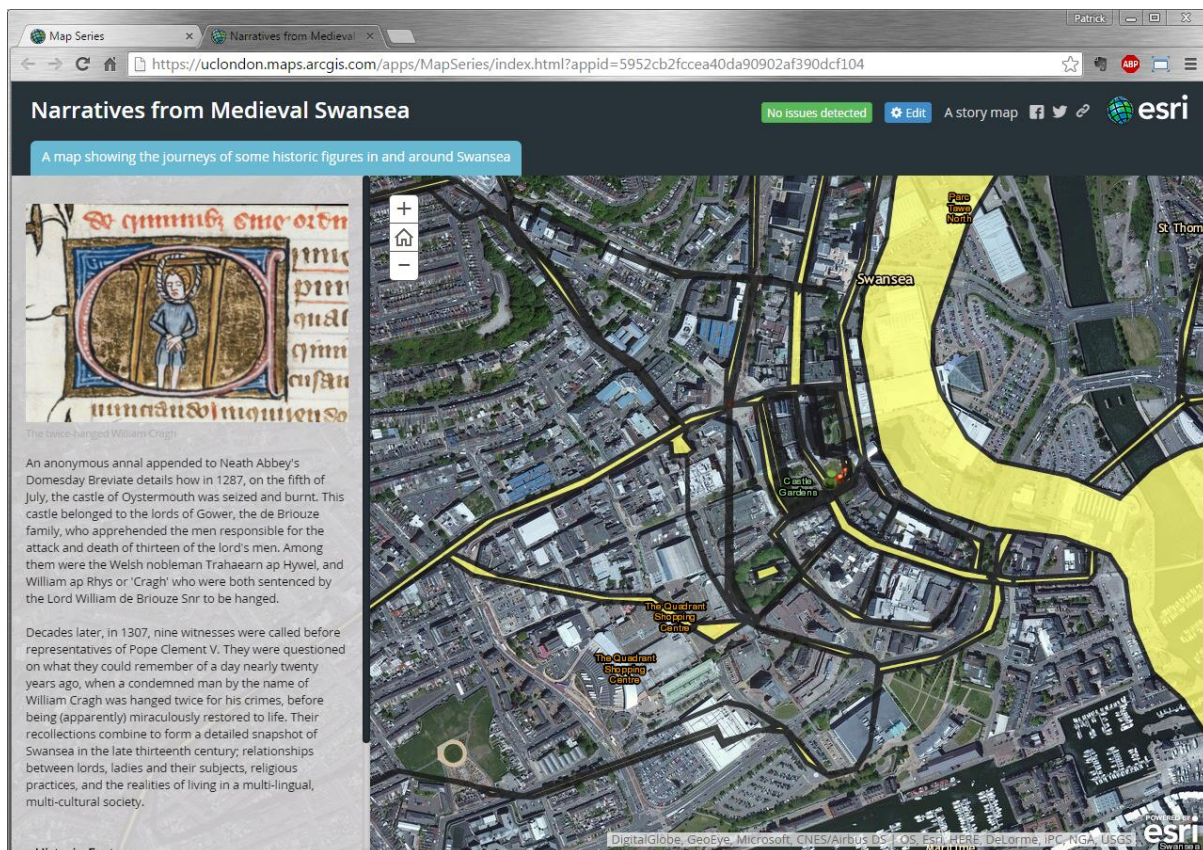 Patrick
Map Series
Narratives from Medieval
https://uclondon.maps.arcgis.com/apps/MapSeries/index.html?appid=5952cb2fccea40da90902af390dcf104
ABP
Narratives from Medieval Swansea
No issues detected
Edit
A story map
esri
A map showing the journeys of some historic figures in and around Swansea
The twice-hanged William Cragh
An anonymous annal appended to Neath Abbey's
Domesday Breviate details how in 1287, on the fifth of
July, the castle of Oystermouth was seized and burnt. This
castle belonged to the lords of Gower, the de Briouze
family, who apprehended the men responsible for the
attack and death of thirteen of the lord's men. Among
them were the Welsh nobleman Trahaearn ap Hywel, and
William ap Rhys or 'Cragh' who were both sentenced by
the Lord William de Briouze Snr to be hanged.
Decades later, in 1307, nine witnesses were called before
representatives of Pope Clement V. They were questioned
on what they could remember of a day nearly twenty
years ago, when a condemned man by the name of
William Cragh was hanged twice for his crimes, before
being (apparently) miraculously restored to life. Their
recollections combine to form a detailed snapshot of
Swansea in the late thirteenth century; relationships
between lords, ladies and their subjects, religious
practices, and the realities of living in a multi-lingual,
multi-cultural society.
+
−
Parc
Tawe
North
St Thom
Swansea
Castle
Gardens
The Quadrant
Shopping
Centre
The Quadrant
Shopping
Centre
DigitalGlobe, GeoEye, Microsoft, CNES/Airbus DS | OS, Esri, HERE, DeLorme, iPC, NGA, USGS
Maritime
POWERED BY
esri
Swansea